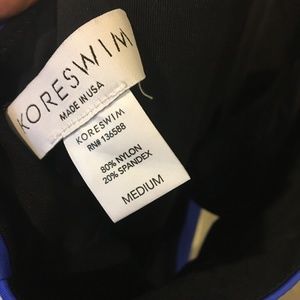 KORESWIM
MADE IN USA
KORESWIM
RN# 136588
80% NYLON
20% SPANDEX
MEDIUM